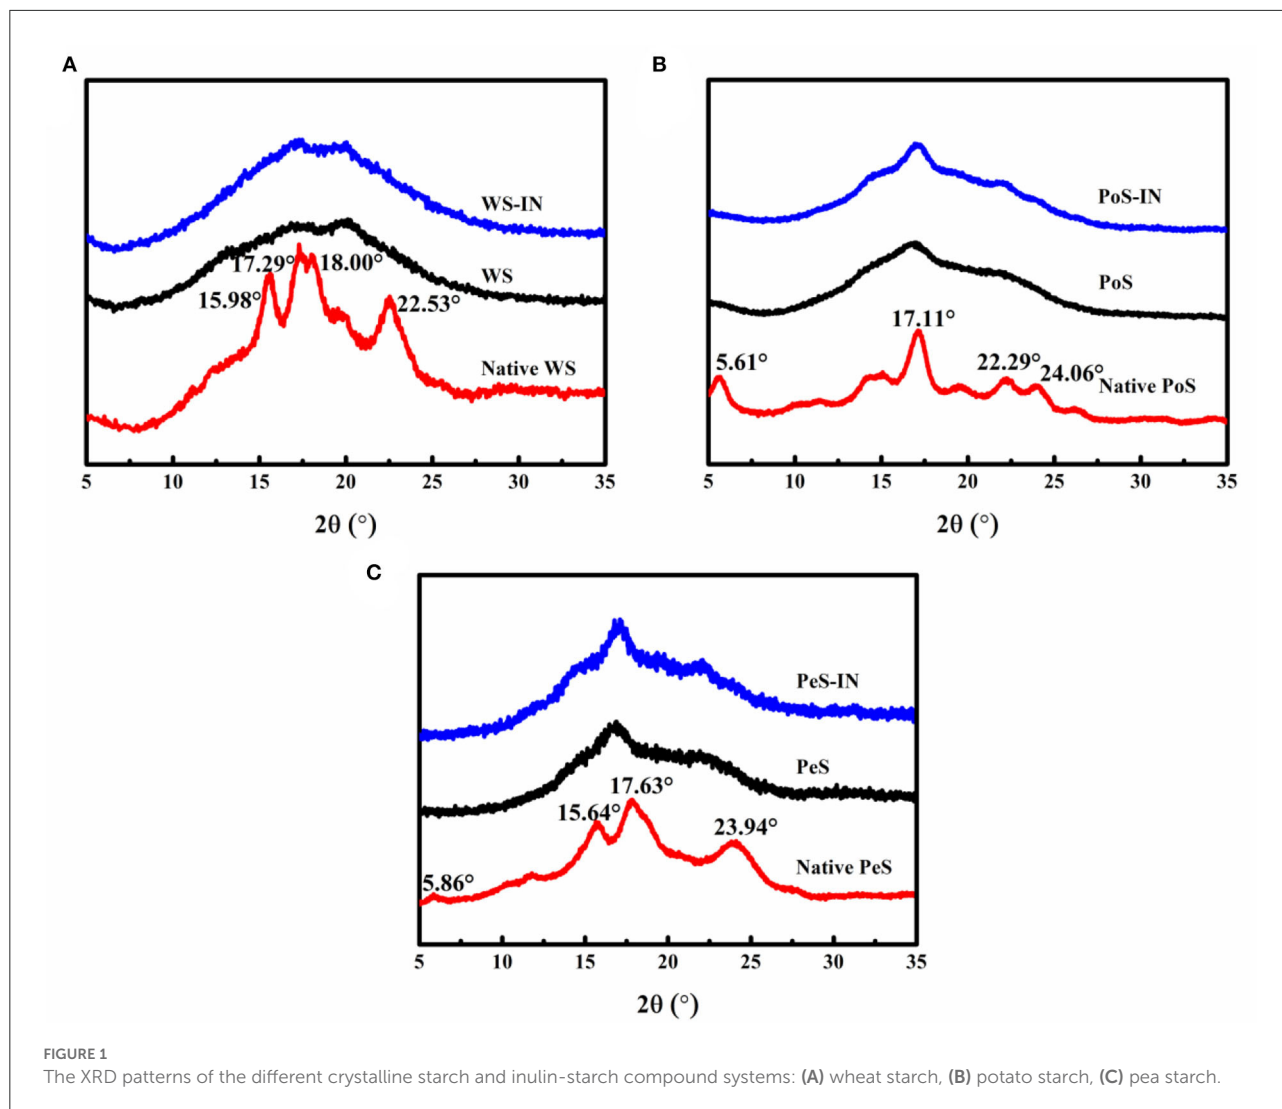 A
WS-IN
WS
17.29°
18.00°
15.98°
22.53°
Native WS
5 10 15 20 25 30 35
2θ (°)
B
PoS-IN
PoS
17.11°
5.61°
22.29°
24.06°
Native PoS
5 10 15 20 25 30 35
2θ (°)
C
PeS-IN
PeS
17.63°
15.64°
23.94°
5.86°
Native PeS
5 10 15 20 25 30 35
2θ (°)
FIGURE 1
The XRD patterns of the different crystalline starch and inulin-starch compound systems: (A) wheat starch, (B) potato starch, (C) pea starch.